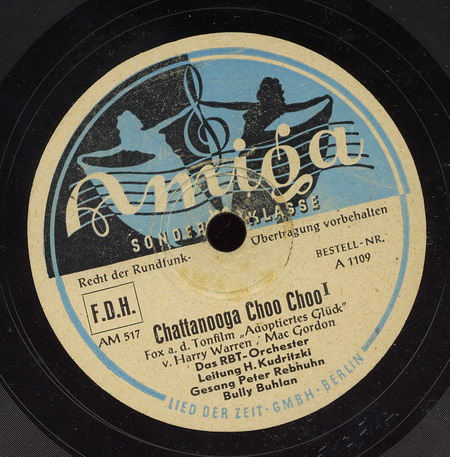 Amiga
SONDER KLASSE
Recht der Rundfunk- Übertragung vorbehalten
BESTELL-NR.
A 1109
F.D.H.
AM 517
Chattanooga Choo Choo I
Fox a. d. Tonfilm „Adoptiertes Glück"
v. Harry Warren · Mac Gordon
Das RBT-Orchester
Leitung H. Kudritzki
Gesang Peter Rebhuhn
Bully Buhlan
LIED DER ZEIT · GMBH · BERLIN